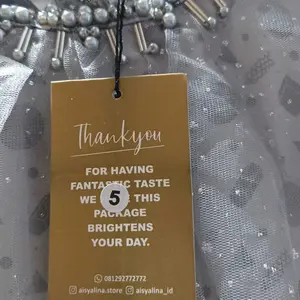 Thankyou
FOR HAVING
FANTASTIC TASTE
WE THIS
5
PACKAGE
BRIGHTENS
YOUR DAY.
081292772772
aisyalina.store aisyalina_id